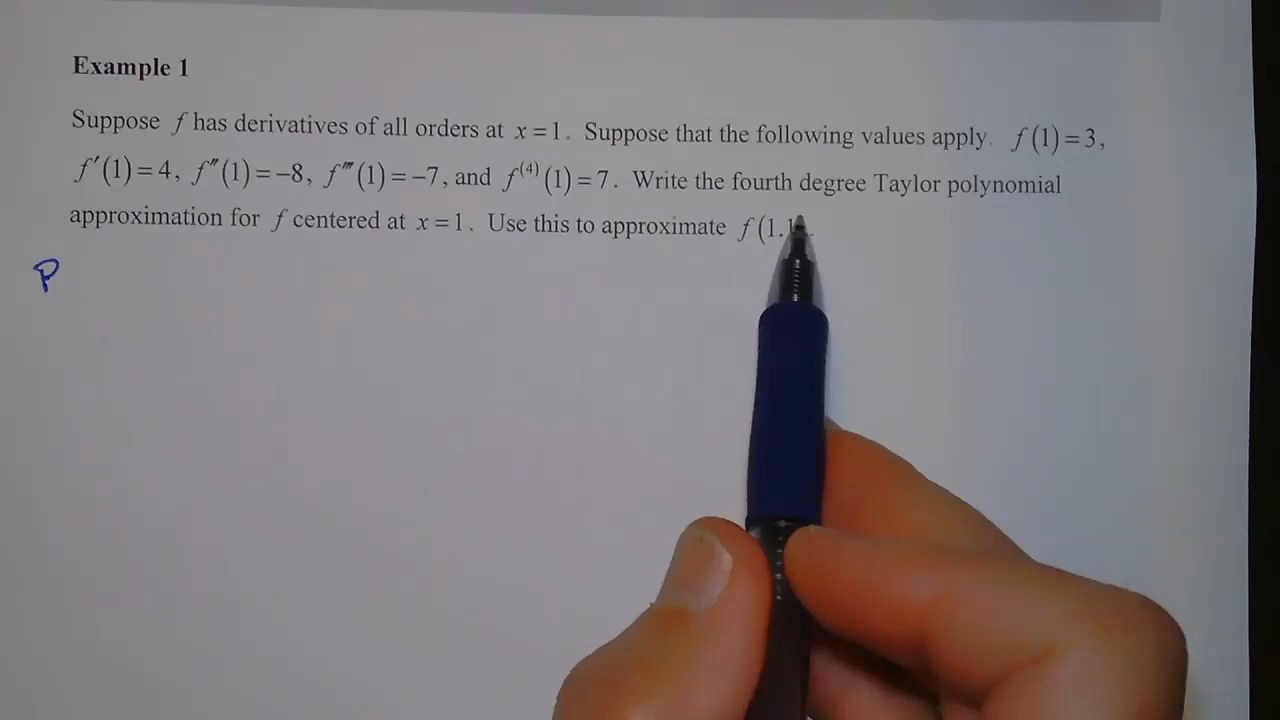 Example 1
Suppose f has derivatives of all orders at x = 1. Suppose that the following values apply. f(1) = 3,
f′(1) = 4, f″(1) = −8, f‴(1) = −7, and f⁽⁴⁾(1) = 7. Write the fourth degree Taylor polynomial
approximation for f centered at x = 1. Use this to approximate f(1.1
P